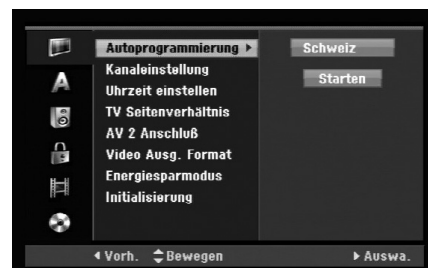 Autoprogrammierung ▶ Schweiz
Kanaleinstellung
Starten
Uhrzeit einstellen
TV Seitenverhältnis
AV 2 Anschluß
Video Ausg. Format
Energiesparmodus
Initialisierung
A
◀ Vorh. Bewegen ▶ Auswa.